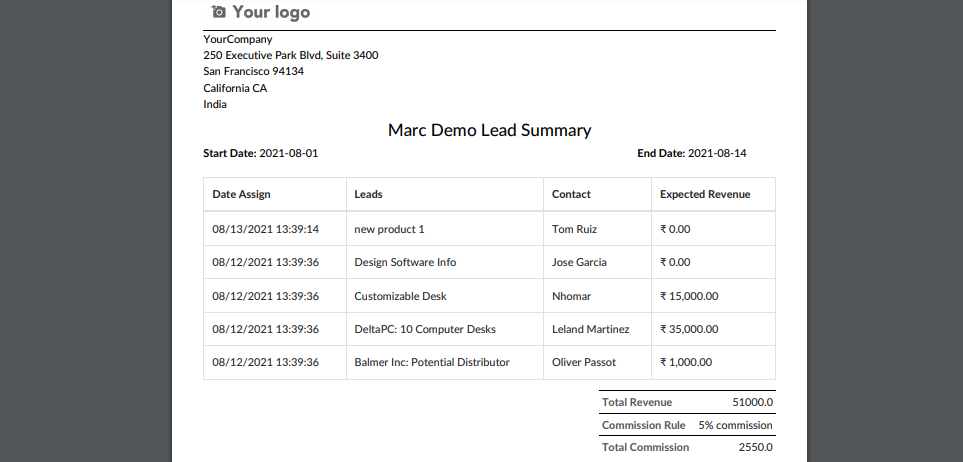 Your logo
YourCompany
250 Executive Park Blvd, Suite 3400
San Francisco 94134
California CA
India
Marc Demo Lead Summary
Start Date: 2021-08-01 End Date: 2021-08-14
Date Assign Leads Contact Expected Revenue
08/13/2021 13:39:14 new product 1 Tom Ruiz ₹ 0.00
08/12/2021 13:39:36 Design Software Info Jose Garcia ₹ 0.00
08/12/2021 13:39:36 Customizable Desk Nhomar ₹ 15,000.00
08/12/2021 13:39:36 DeltaPC: 10 Computer Desks Leland Martinez ₹ 35,000.00
08/12/2021 13:39:36 Balmer Inc: Potential Distributor Oliver Passot ₹ 1,000.00
Total Revenue 51000.0
Commission Rule 5% commission
Total Commission 2550.0